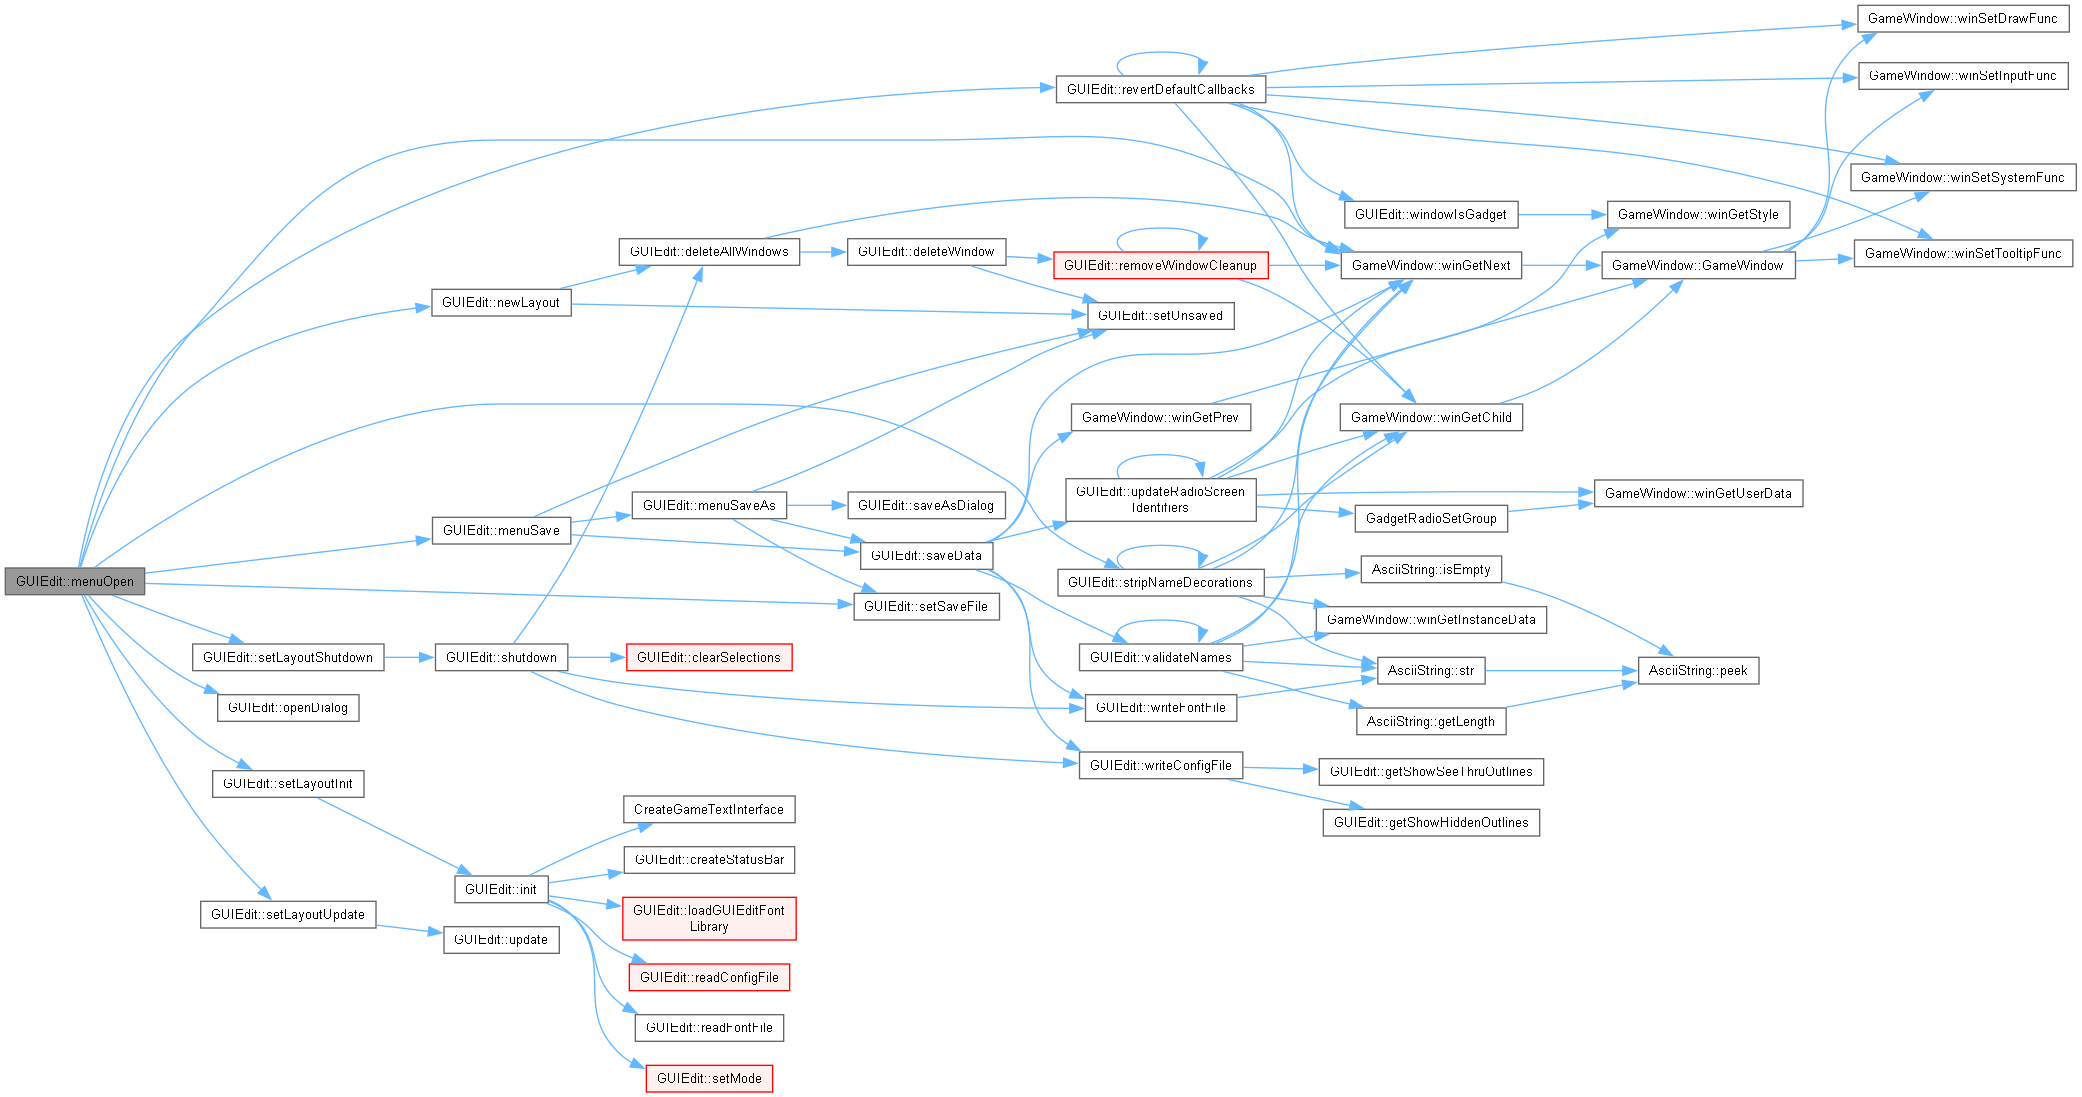 GUIEdit::menuOpen
GUIEdit::setLayoutShutdown
GUIEdit::openDialog
GUIEdit::setLayoutInit
GUIEdit::setLayoutUpdate
GUIEdit::newLayout
GUIEdit::menuSave
GUIEdit::shutdown
GUIEdit::init
GUIEdit::update
GUIEdit::deleteAllWindows
GUIEdit::menuSaveAs
GUIEdit::clearSelections
CreateGameTextInterface
GUIEdit::createStatusBar
GUIEdit::loadGUIEditFont
Library
GUIEdit::readConfigFile
GUIEdit::readFontFile
GUIEdit::setMode
GUIEdit::deleteWindow
GUIEdit::saveAsDialog
GUIEdit::saveData
GUIEdit::setSaveFile
GUIEdit::revertDefaultCallbacks
GUIEdit::removeWindowCleanup
GUIEdit::setUnsaved
GameWindow::winGetPrev
GUIEdit::updateRadioScreen
Identifiers
GUIEdit::stripNameDecorations
GUIEdit::validateNames
GUIEdit::writeFontFile
GUIEdit::writeConfigFile
GUIEdit::windowIsGadget
GameWindow::winGetNext
GameWindow::winGetChild
GadgetRadioSetGroup
AsciiString::isEmpty
GameWindow::winGetInstanceData
AsciiString::str
AsciiString::getLength
GUIEdit::getShowSeeThruOutlines
GUIEdit::getShowHiddenOutlines
GameWindow::winGetStyle
GameWindow::GameWindow
GameWindow::winGetUserData
AsciiString::peek
GameWindow::winSetDrawFunc
GameWindow::winSetInputFunc
GameWindow::winSetSystemFunc
GameWindow::winSetTooltipFunc